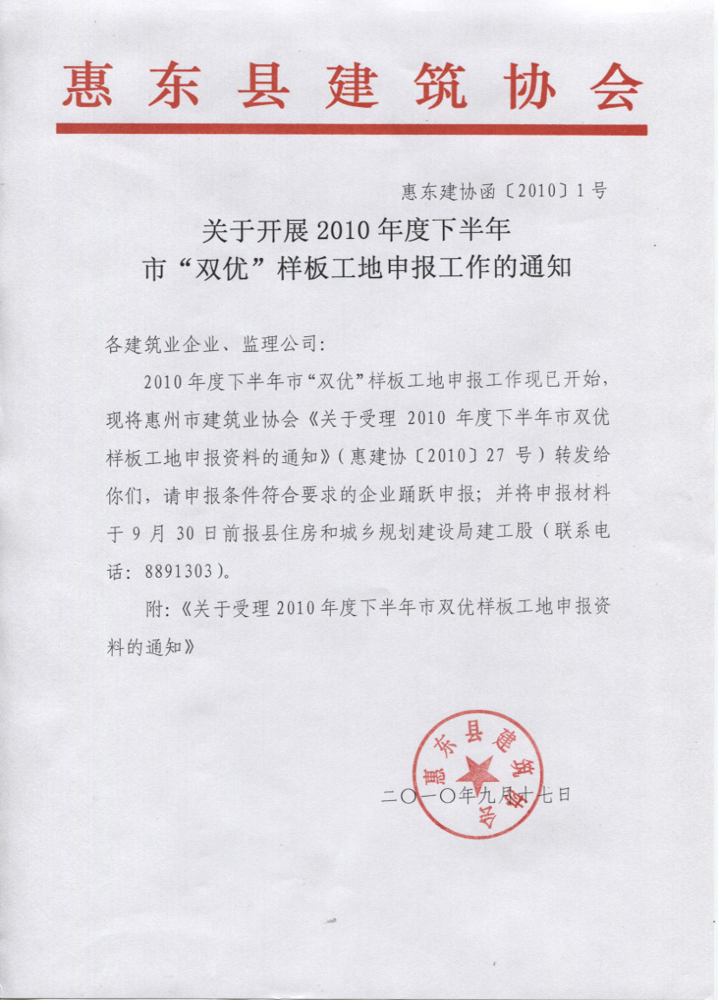 惠东县建筑协会
惠东建协函〔2010〕1号
关于开展2010年度下半年
市“双优”样板工地申报工作的通知
各建筑业企业、监理公司：
2010年度下半年市“双优”样板工地申报工作现已开始，
现将惠州市建筑业协会《关于受理 2010 年度下半年市双优
样板工地申报资料的通知》（惠建协〔2010〕27 号）转发给
你们，请申报条件符合要求的企业踊跃申报；并将申报材料
于 9 月 30 日前报县住房和城乡规划建设局建工股（联系电
话：8891303）。
附：《关于受理 2010 年度下半年市双优样板工地申报资
料的通知》
惠东县建筑协会
二〇一〇年九月十七日